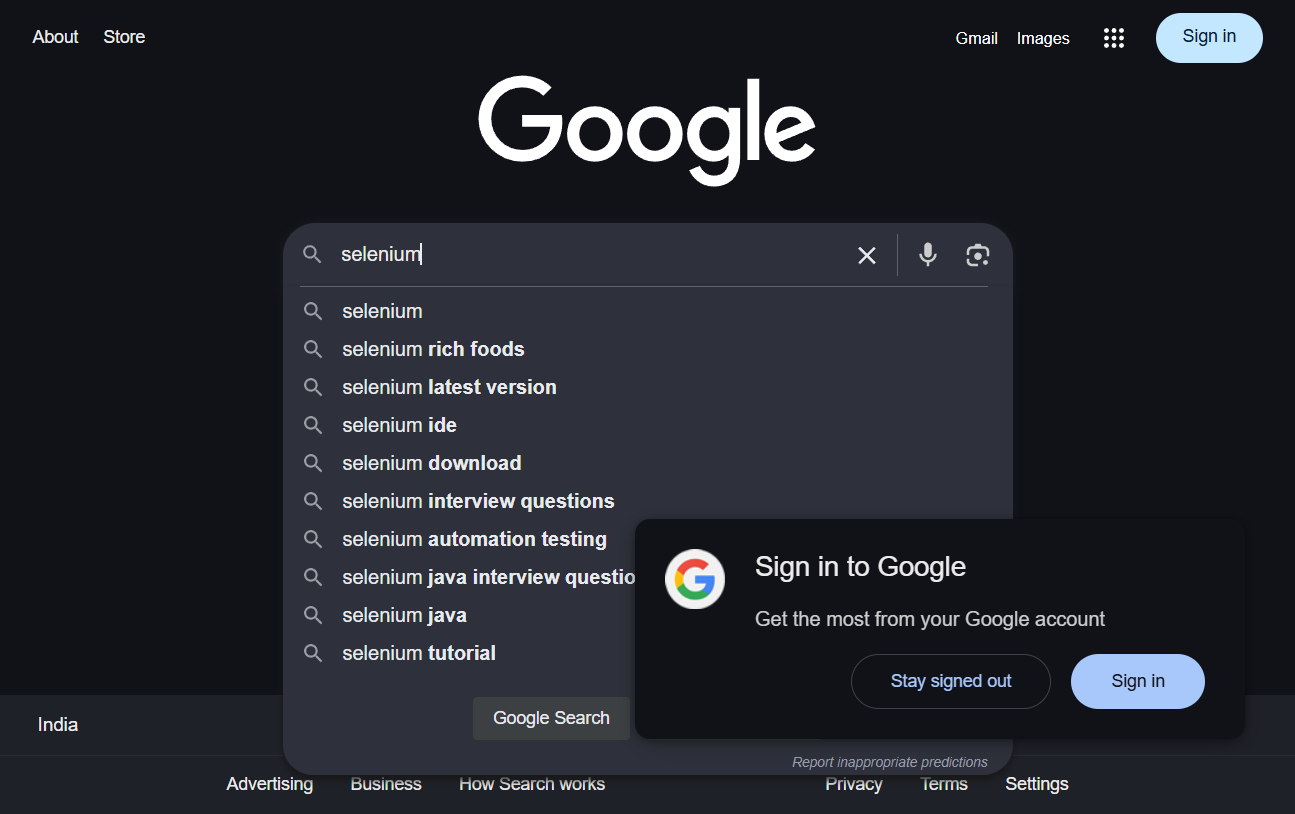 About Store Gmail Images Sign in
Google
selenium
selenium
selenium rich foods
selenium latest version
selenium ide
selenium download
selenium interview questions
selenium automation testing
selenium java interview questio
selenium java
selenium tutorial
Sign in to Google
Get the most from your Google account
Stay signed out Sign in
Google Search
Report inappropriate predictions
India
Advertising Business How Search works Privacy Terms Settings